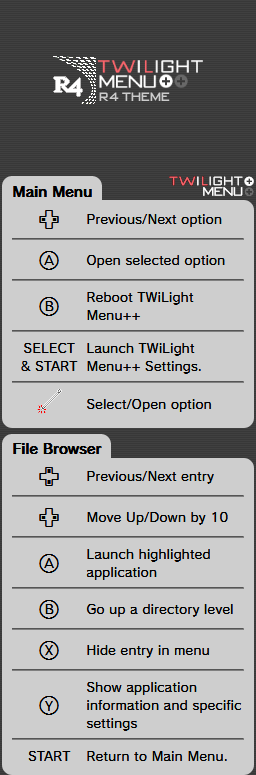 R4
TWiLIGHT
MENU++
R4 THEME
TWiLIGHT
MENU++
Main Menu
Previous/Next option
A
Open selected option
B
Reboot TWiLight
Menu++
SELECT
& START
Launch TWiLight
Menu++ Settings.
Select/Open option
File Browser
Previous/Next entry
Move Up/Down by 10
A
Launch highlighted
application
B
Go up a directory level
X
Hide entry in menu
Y
Show application
information and specific
settings
START
Return to Main Menu.